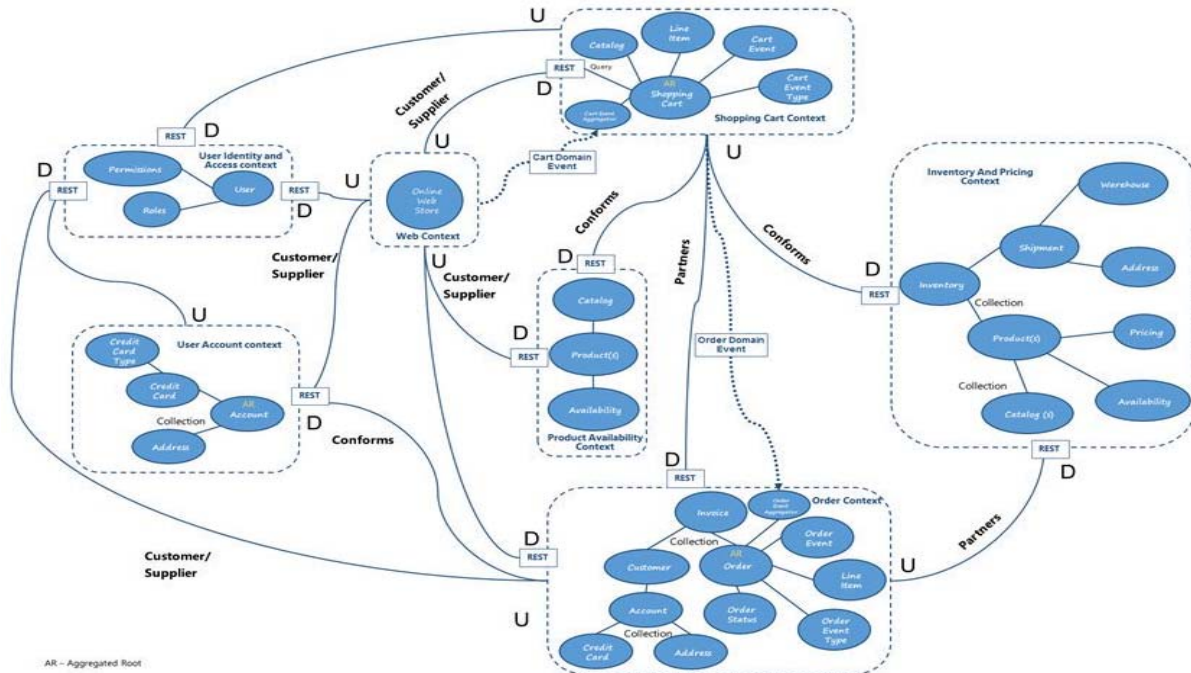 U
Line
Item
Catalog
Cart
Event
Query
REST
D
AR
Shopping
Cart
Cart
Event
Type
Cart Event
Aggregator
Shopping Cart Context
Customer/
Supplier
U
D
REST
D
REST
User Identity and
Access context
Permissions
User
Roles
REST
D
U
Online
Web
Store
Web Context
U
Cart Domain
Event
U
Customer/
Supplier
Customer/
Supplier
Conforms
Partners
Conforms
D
REST
Catalog
Product(s)
Availability
Product Availability
Context
D
REST
Order Domain
Event
Inventory And Pricing
Context
Warehouse
Shipment
Address
D
REST
Inventory
Collection
Product(s)
Pricing
Collection
Catalog (s)
Availability
REST
D
U
User Account context
Credit
Card
Type
Credit
Card
AR
Account
Collection
Address
REST
D
Conforms
Customer/
Supplier
D
REST
D
REST
U
Order Context
Invoice
Order
Event
Aggregator
Collection
Order
Event
Customer
AR
Order
Line
Item
Account
Order
Status
Order
Event
Type
Collection
Credit
Card
Address
U
Partners
AR – Aggregated Root